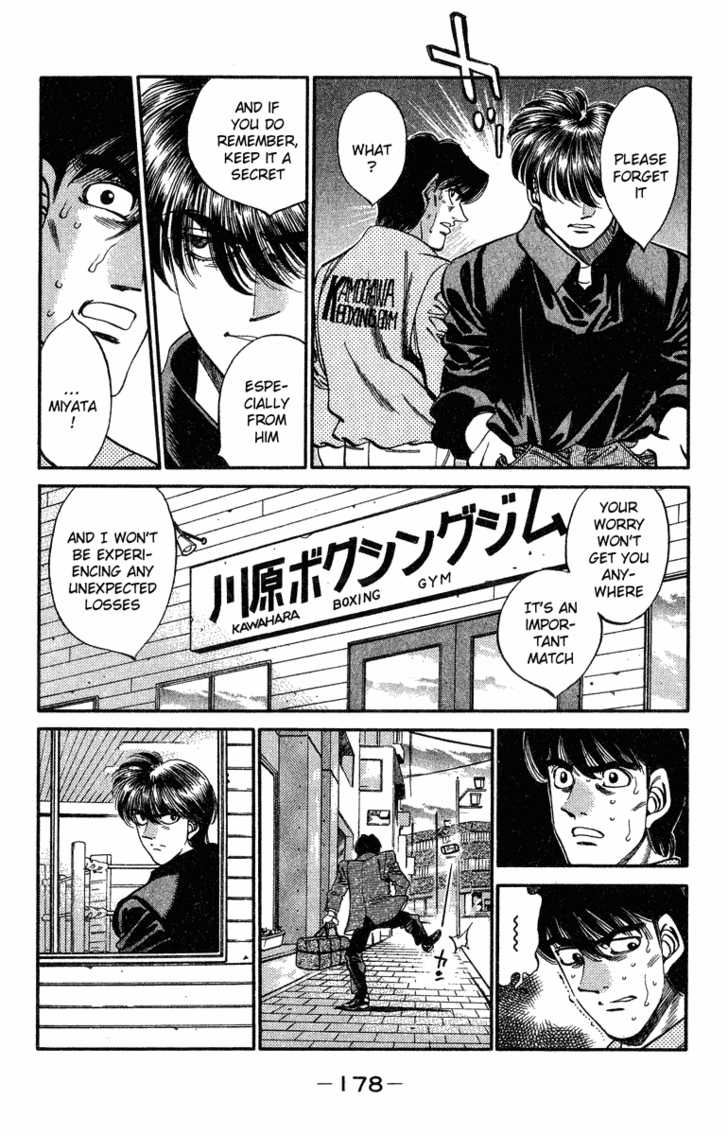 PLEASE
FORGET
IT
WHAT
?
KAMOGAWA
BOXING GYM
AND IF
YOU DO
REMEMBER,
KEEP IT A
SECRET
ESPE-
CIALLY
FROM
HIM
...
MIYATA
!
YOUR
WORRY
WON'T
GET YOU
ANY-
WHERE
IT'S AN
IMPOR-
TANT
MATCH
川原ボクシングジム
KAWAHARA BOXING GYM
AND I WON'T
BE EXPERI-
ENCING ANY
UNEXPECTED
LOSSES
-178-